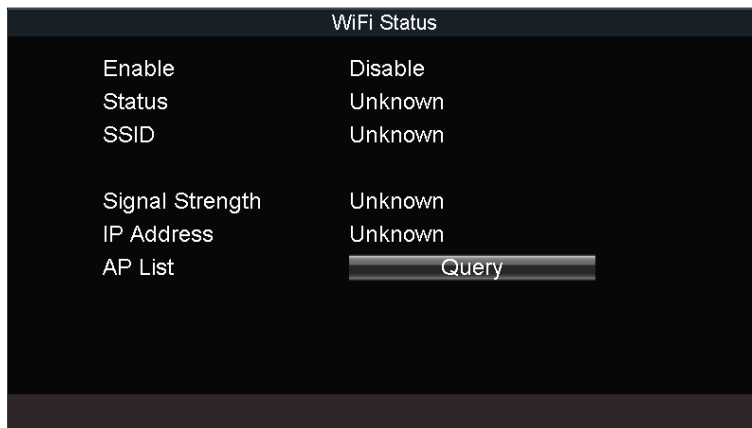 WiFi Status
Enable Disable
Status Unknown
SSID Unknown
Signal Strength Unknown
IP Address Unknown
AP List Query